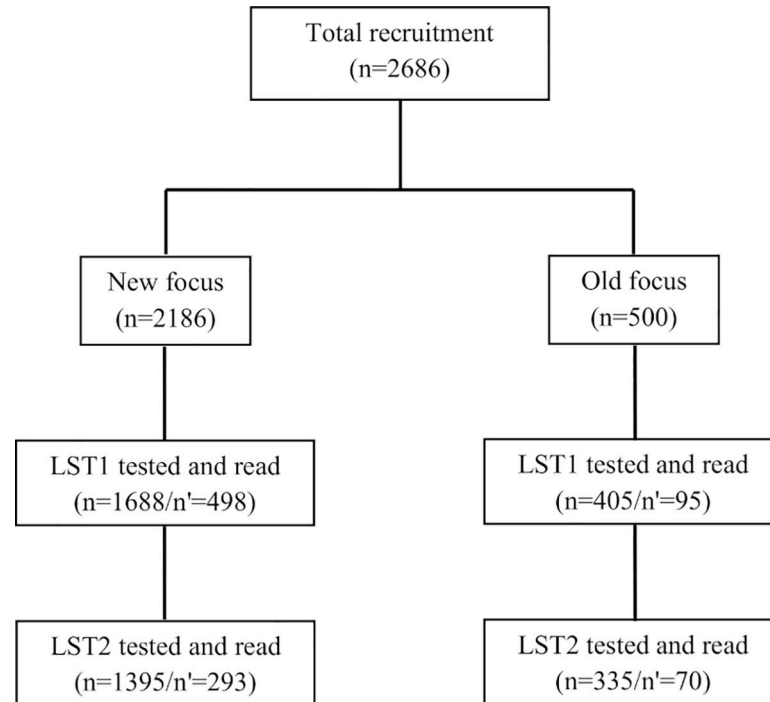 Total recruitment
(n=2686)
New focus
(n=2186)
Old focus
(n=500)
LST1 tested and read
(n=1688/n'=498)
LST1 tested and read
(n=405/n'=95)
LST2 tested and read
(n=1395/n'=293)
LST2 tested and read
(n=335/n'=70)